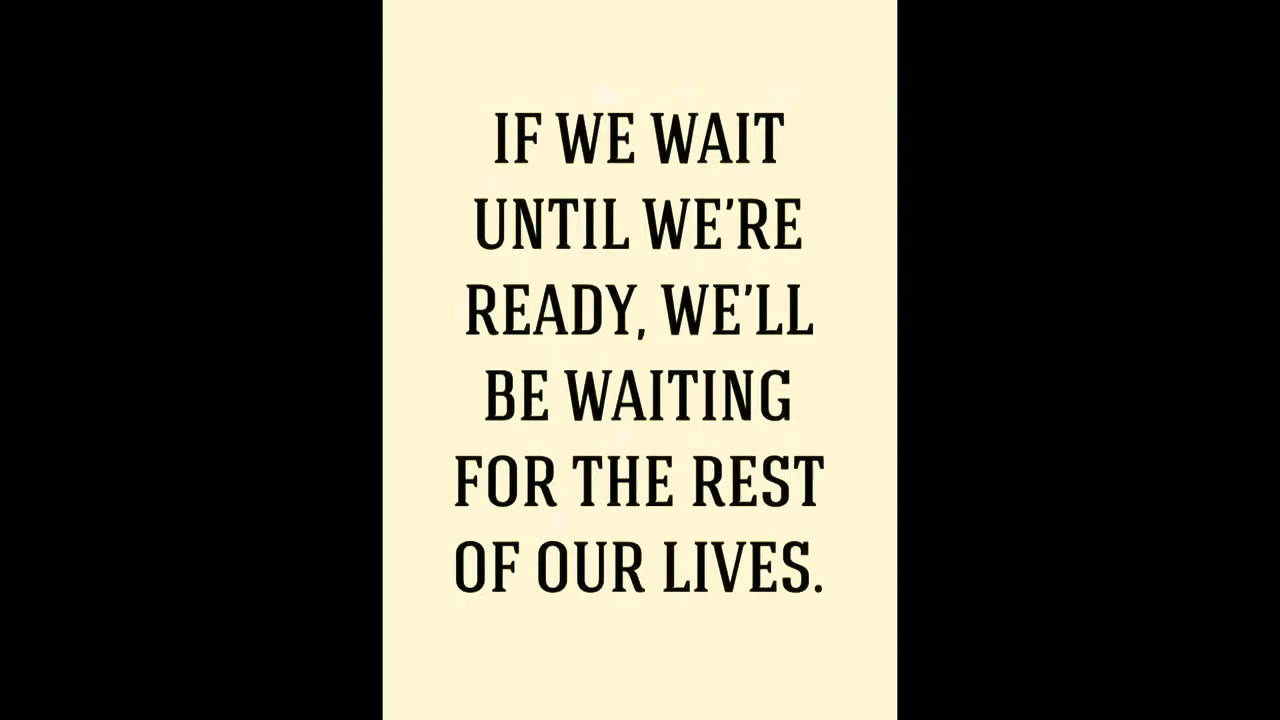 IF WE WAIT
UNTIL WE’RE
READY, WE’LL
BE WAITING
FOR THE REST
OF OUR LIVES.